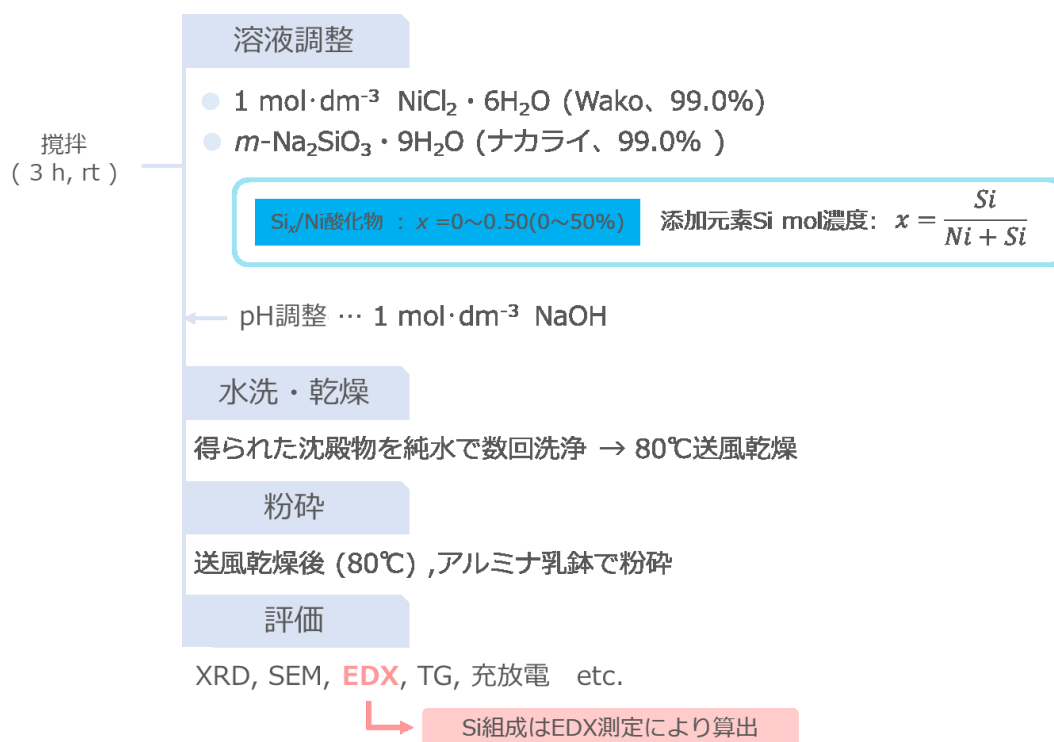 溶液調整
● 1 mol·dm⁻³ NiCl₂・6H₂O (Wako、99.0%)
● m-Na₂SiO₃・9H₂O (ナカライ、99.0% )
撹拌
( 3 h, rt )
Siₓ/Ni酸化物 : x =0~0.50(0~50%) 添加元素Si mol濃度: x = Si / (Ni + Si)
pH調整 … 1 mol·dm⁻³ NaOH
水洗・乾燥
得られた沈殿物を純水で数回洗浄 → 80℃送風乾燥
粉砕
送風乾燥後 (80℃) ,アルミナ乳鉢で粉砕
評価
XRD, SEM, EDX, TG, 充放電 etc.
Si組成はEDX測定により算出